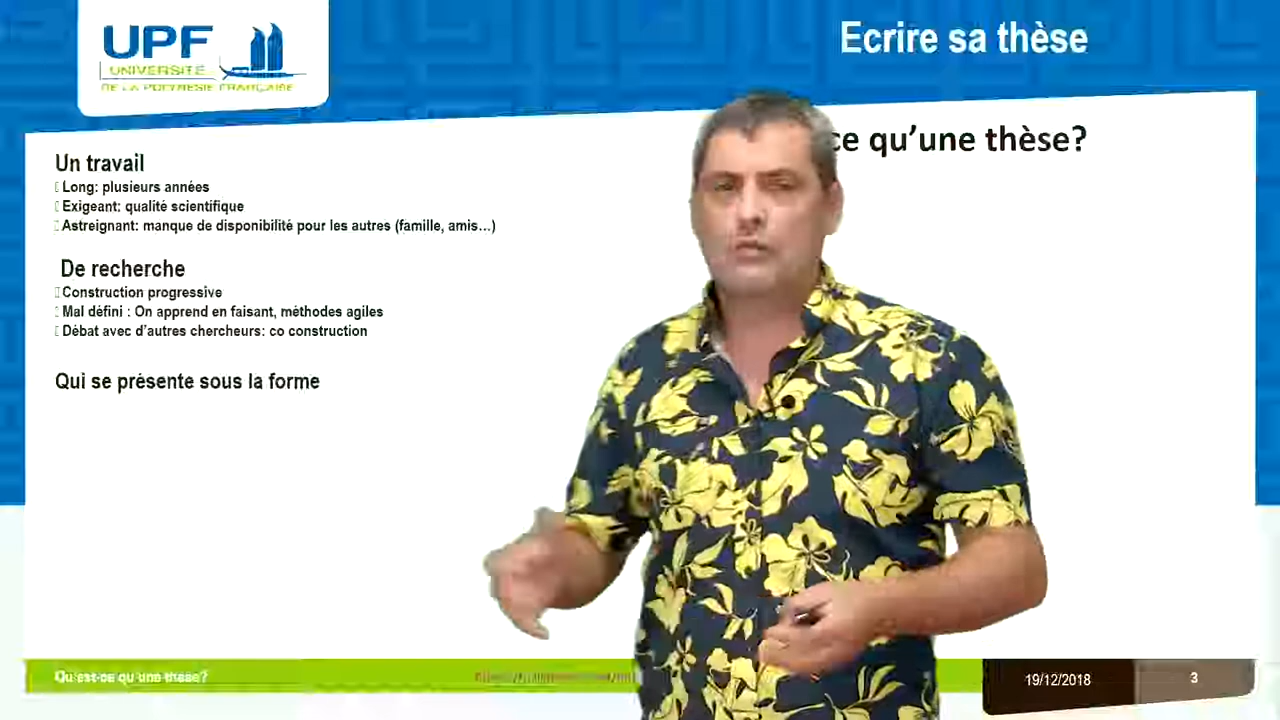 UPF
UNIVERSITÉ
DE LA POLYNÉSIE FRANÇAISE
Ecrire sa thèse
ce qu'une thèse?
Un travail
Long: plusieurs années
Exigeant: qualité scientifique
Astreignant: manque de disponibilité pour les autres (famille, amis…)
De recherche
Construction progressive
Mal défini : On apprend en faisant, méthodes agiles
Débat avec d'autres chercheurs: co construction
Qui se présente sous la forme
Qu'est-ce qu'une thèse?
19/12/2018
3